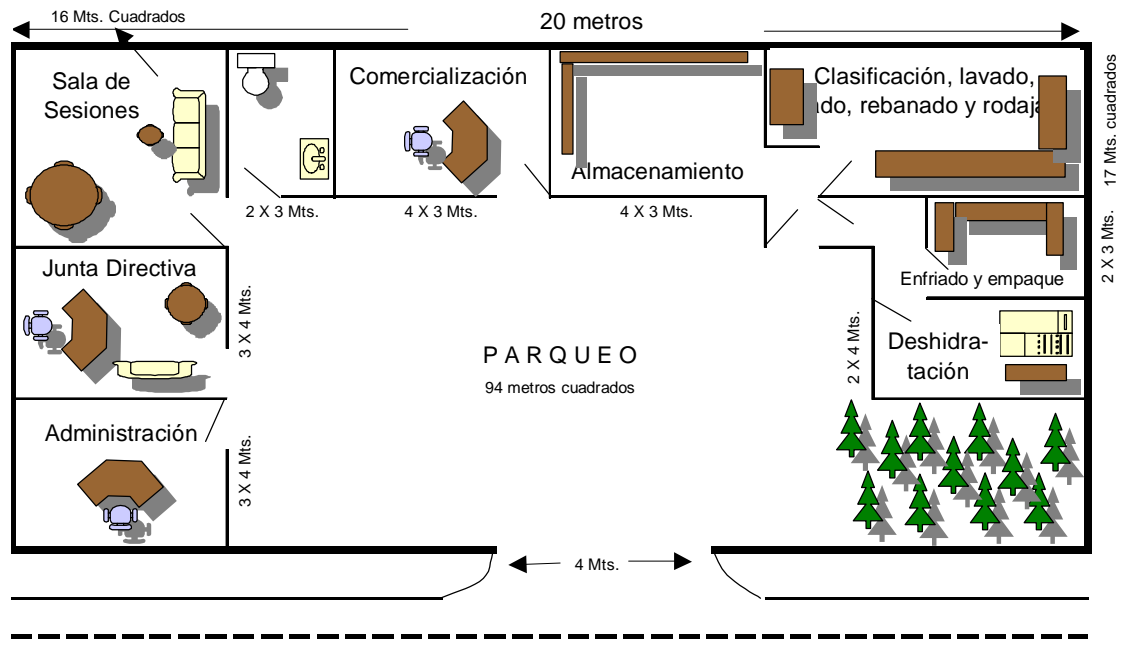 16 Mts. Cuadrados
20 metros
Sala de
Sesiones
Comercialización
Almacenamiento
Clasificación, lavado,
rebanado y
17 Mts. cuadrados
2 X 3 Mts.
4 X 3 Mts.
4 X 3 Mts.
2 X 3 Mts.
Junta Directiva
3 X 4 Mts.
Enfriado y empaque
Deshidra-
tación
2 X 4 Mts.
PARQUEO
94 metros cuadrados
Administración
3 X 4 Mts.
4 Mts.